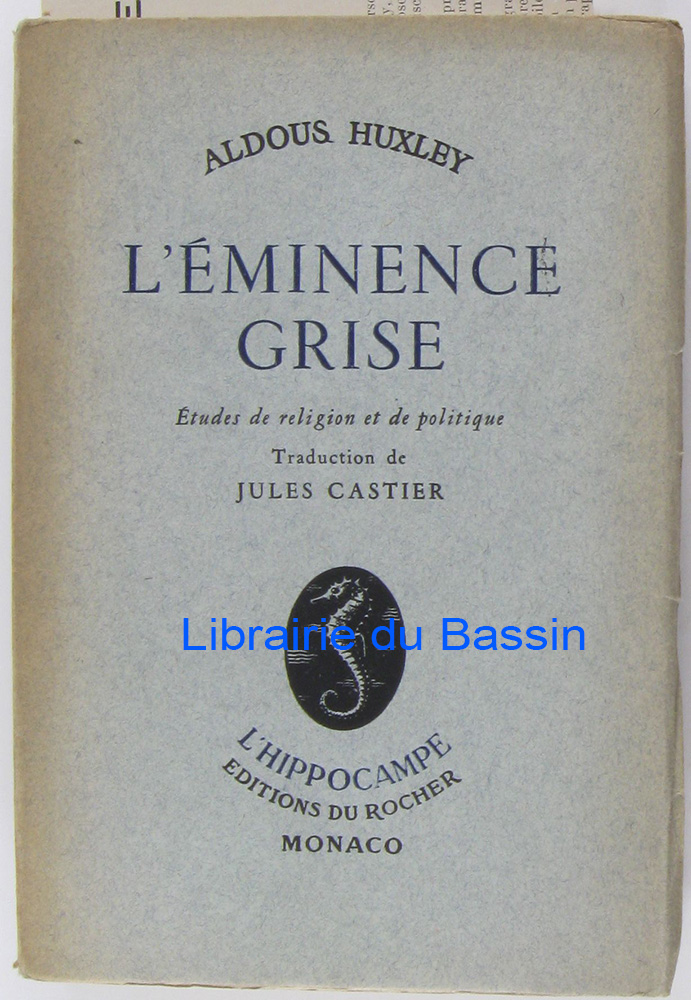 ALDOUS HUXLEY
L'ÉMINENCE
GRISE
Études de religion et de politique
Traduction de
JULES CASTIER
Librairie du Bassin
L'HIPPOCAMPE
EDITIONS DU ROCHER
MONACO